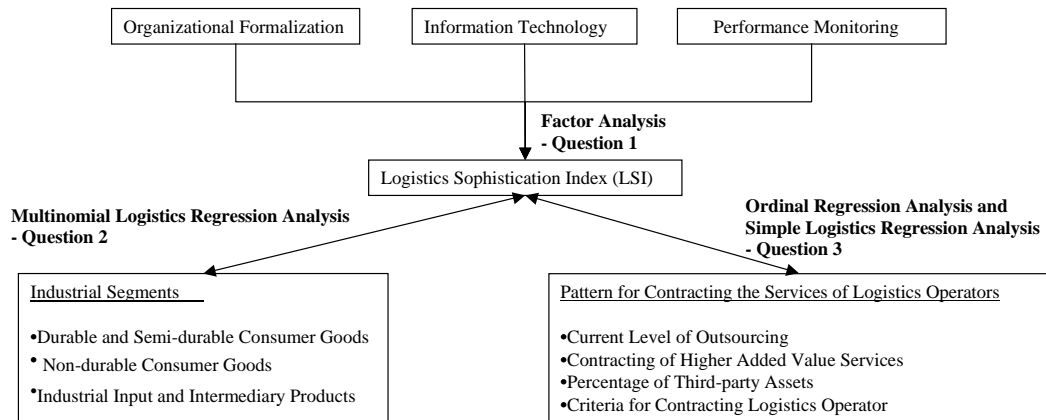 Organizational Formalization
Information Technology
Performance Monitoring
Factor Analysis
- Question 1
Logistics Sophistication Index (LSI)
Multinomial Logistics Regression Analysis
- Question 2
Ordinal Regression Analysis and
Simple Logistics Regression Analysis
- Question 3
Industrial Segments
•Durable and Semi-durable Consumer Goods
• Non-durable Consumer Goods
•Industrial Input and Intermediary Products
Pattern for Contracting the Services of Logistics Operators
•Current Level of Outsourcing
•Contracting of Higher Added Value Services
•Percentage of Third-party Assets
•Criteria for Contracting Logistics Operator